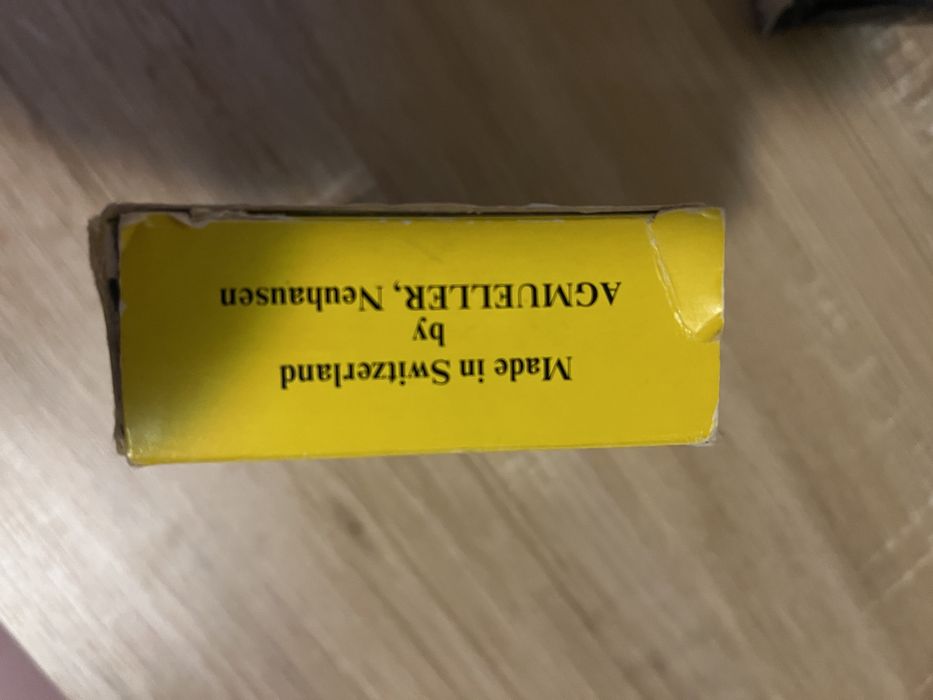 Made in Switzerland
by
AGMUELLER, Neuhausen